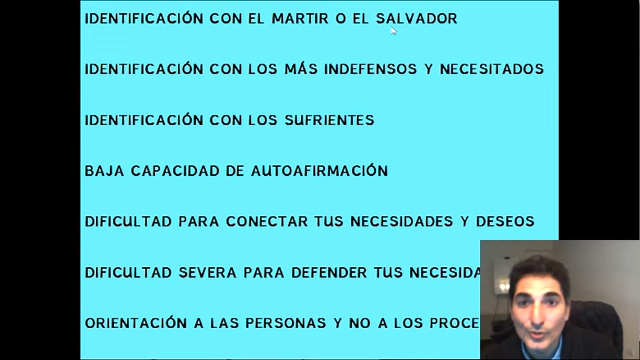 IDENTIFICACIÓN CON EL MARTIR O EL SALVADOR
IDENTIFICACIÓN CON LOS MÁS INDEFENSOS Y NECESITADOS
IDENTIFICACIÓN CON LOS SUFRIENTES
BAJA CAPACIDAD DE AUTOAFIRMACIÓN
DIFICULTAD PARA CONECTAR TUS NECESIDADES Y DESEOS
DIFICULTAD SEVERA PARA DEFENDER TUS
ORIENTACIÓN A LAS PERSONAS Y NO A LOS